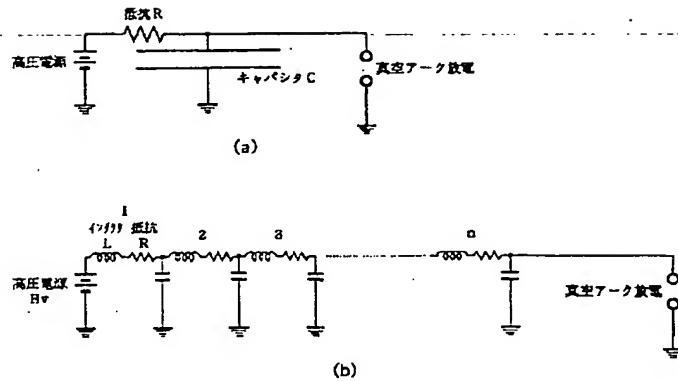 抵抗R
高圧電源
キャパシタC
真空アーク放電
(a)
1
インダクタ 抵抗
L R 2 3 n
高圧電源
Hv
真空アーク放電
(b)